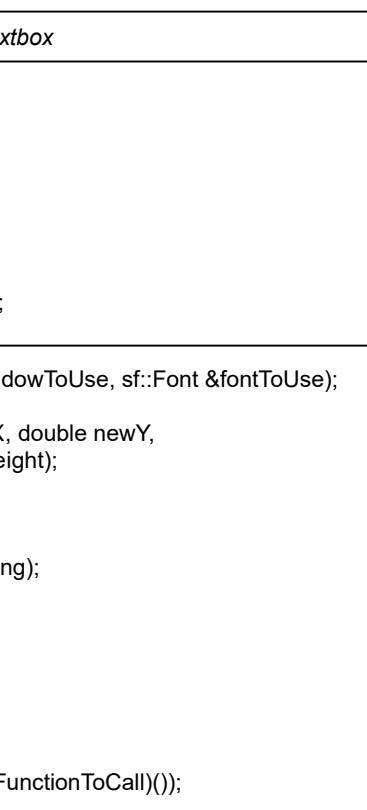 xtbox
;
dowToUse, sf::Font &fontToUse);
X, double newY,
eight);
ng);
FunctionToCall)());